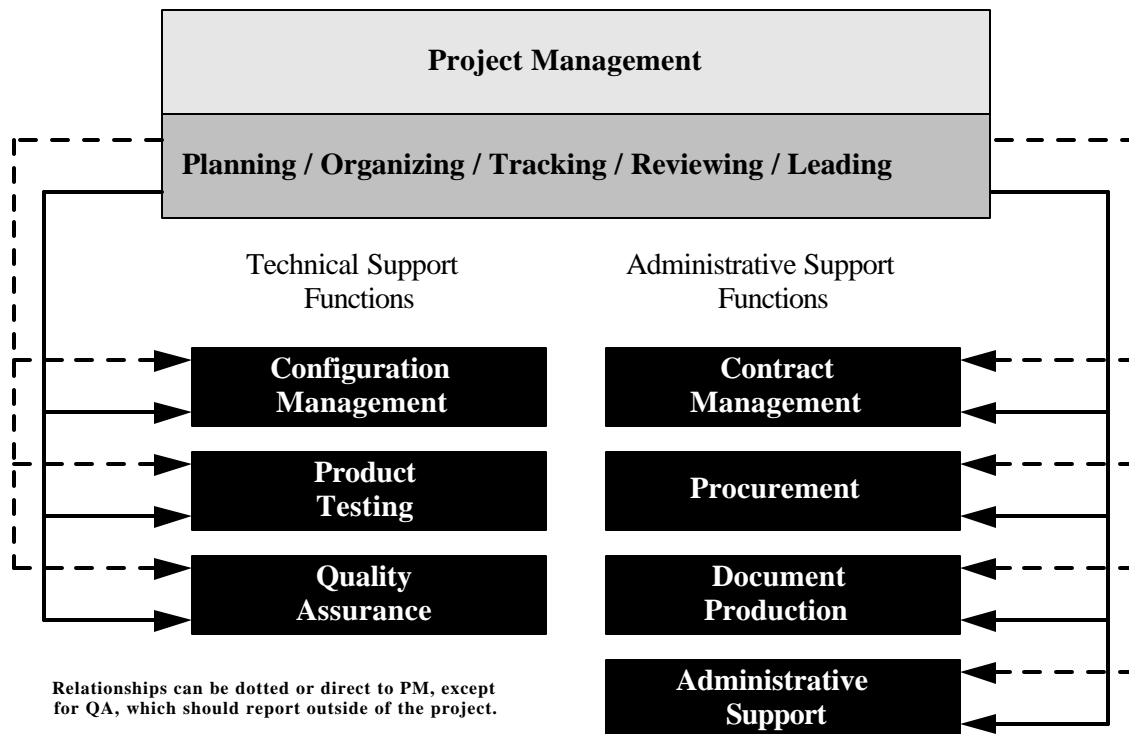 Project Management
Planning / Organizing / Tracking / Reviewing / Leading
Technical Support
Functions
Configuration
Management
Product
Testing
Quality
Assurance
Administrative Support
Functions
Contract
Management
Procurement
Document
Production
Administrative
Support
Relationships can be dotted or direct to PM, except
for QA, which should report outside of the project.